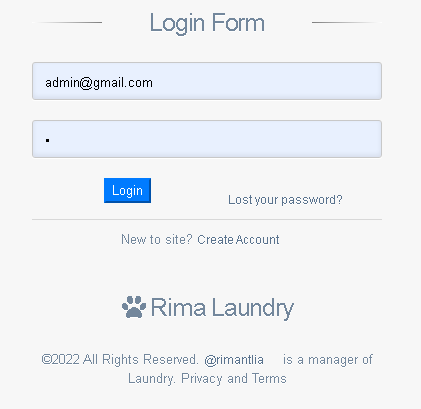 Login Form
admin@gmail.com
•
Login
Lost your password?
New to site? Create Account
Rima Laundry
©2022 All Rights Reserved. @rimantlia is a manager of
Laundry. Privacy and Terms